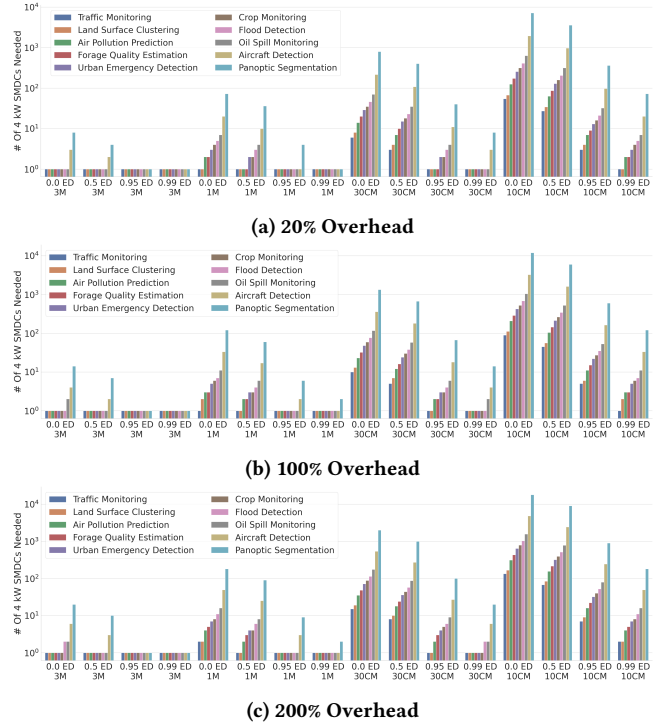 10⁴
10³
10²
10¹
10⁰
# Of 4 kW SMDCs Needed
Traffic Monitoring
Land Surface Clustering
Air Pollution Prediction
Forage Quality Estimation
Urban Emergency Detection
Crop Monitoring
Flood Detection
Oil Spill Monitoring
Aircraft Detection
Panoptic Segmentation
0.0 ED 0.5 ED 0.95 ED 0.99 ED 0.0 ED 0.5 ED 0.95 ED 0.99 ED 0.0 ED 0.5 ED 0.95 ED 0.99 ED 0.0 ED 0.5 ED 0.95 ED 0.99 ED
3M 3M 3M 3M 1M 1M 1M 1M 30CM 30CM 30CM 30CM 10CM 10CM 10CM 10CM
(a) 20% Overhead
10⁴
10³
10²
10¹
10⁰
# Of 4 kW SMDCs Needed
Traffic Monitoring
Land Surface Clustering
Air Pollution Prediction
Forage Quality Estimation
Urban Emergency Detection
Crop Monitoring
Flood Detection
Oil Spill Monitoring
Aircraft Detection
Panoptic Segmentation
0.0 ED 0.5 ED 0.95 ED 0.99 ED 0.0 ED 0.5 ED 0.95 ED 0.99 ED 0.0 ED 0.5 ED 0.95 ED 0.99 ED 0.0 ED 0.5 ED 0.95 ED 0.99 ED
3M 3M 3M 3M 1M 1M 1M 1M 30CM 30CM 30CM 30CM 10CM 10CM 10CM 10CM
(b) 100% Overhead
10⁴
10³
10²
10¹
10⁰
# Of 4 kW SMDCs Needed
Traffic Monitoring
Land Surface Clustering
Air Pollution Prediction
Forage Quality Estimation
Urban Emergency Detection
Crop Monitoring
Flood Detection
Oil Spill Monitoring
Aircraft Detection
Panoptic Segmentation
0.0 ED 0.5 ED 0.95 ED 0.99 ED 0.0 ED 0.5 ED 0.95 ED 0.99 ED 0.0 ED 0.5 ED 0.95 ED 0.99 ED 0.0 ED 0.5 ED 0.95 ED 0.99 ED
3M 3M 3M 3M 1M 1M 1M 1M 30CM 30CM 30CM 30CM 10CM 10CM 10CM 10CM
(c) 200% Overhead